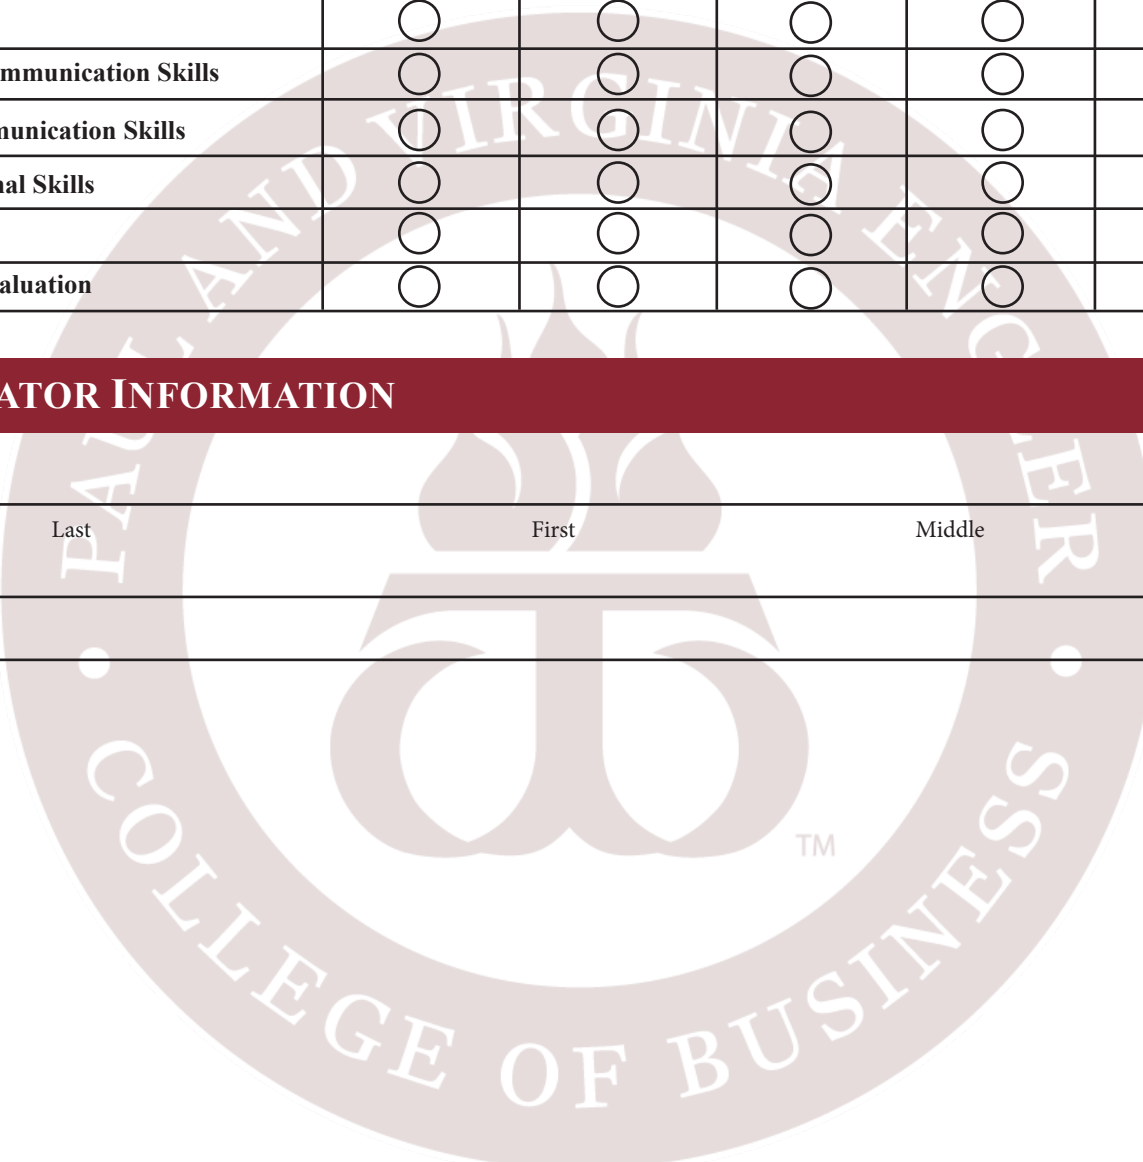 mmunication Skills
munication Skills
nal Skills
aluation
ATOR INFORMATION
Last First Middle
PAUL AND VIRGINIA ENGLER
COLLEGE OF BUSINESS
TM